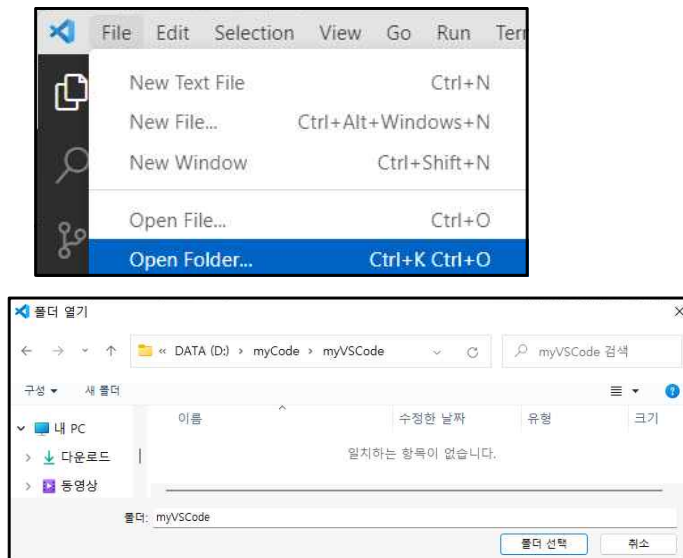 File Edit Selection View Go Run
New Text File Ctrl+N
New File... Ctrl+Alt+Windows+N
New Window Ctrl+Shift+N
Open File... Ctrl+O
Open Folder... Ctrl+K Ctrl+O
폴더 열기
« DATA (D:) › myCode › myVSCode myVSCode 검색
구성 새 폴더
이름 수정한 날짜 유형 크기
내 PC
일치하는 항목이 없습니다.
다운로드
동영상
폴더: myVSCode
폴더 선택 취소